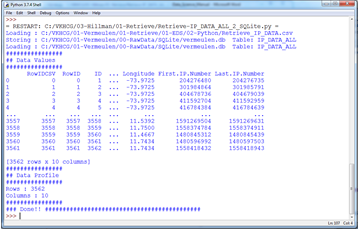 Python 3.7.4 Shell
File Edit Shell Debug Options Window Help
>>>
= RESTART: C:/VKHCG/03-Hillman/01-Retrieve/Retrieve-IP_DATA_ALL_2_SQLite.py =
Loading : C:/VKHCG/01-Vermeulen/01-Retrieve/01-EDS/02-Python/Retrieve_IP_DATA.csv
Storing : C:/VKHCG/01-Vermeulen/00-RawData/SQLite/vermeulen.db Table: IP_DATA_ALL
Loading : C:/VKHCG/01-Vermeulen/00-RawData/SQLite/vermeulen.db Table: IP_DATA_ALL
################
## Data Values
################
RowIDCSV RowID ID ... Longitude First.IP.Number Last.IP.Number
0 0 0 1 ... -73.9725 204276480 204276735
1 1 1 2 ... -73.9725 301984864 301985791
2 2 2 3 ... -73.9725 404678736 404679039
3 3 3 4 ... -73.9725 411592704 411592959
4 4 4 5 ... -73.9725 416784384 416784639
... ... ... ... ... ... ... ...
3557 3557 3557 3558 ... 11.5392 1591269504 1591269631
3558 3558 3558 3559 ... 11.7500 1558374784 1558374911
3559 3559 3559 3560 ... 11.4667 1480845312 1480845439
3560 3560 3560 3561 ... 11.7434 1480596992 1480597503
3561 3561 3561 3562 ... 11.7434 1558418432 1558418943
[3562 rows x 10 columns]
################
## Data Profile
################
Rows : 3562
Columns : 10
################
### Done!! ############################################
>>>